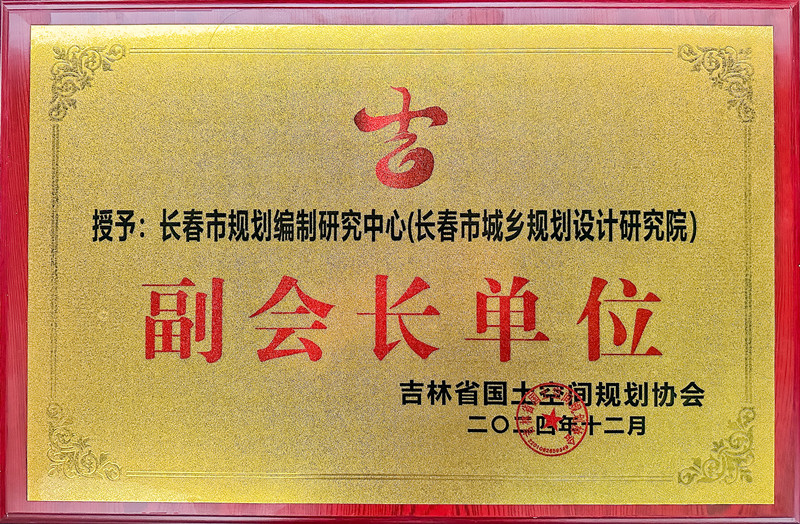 吉
授予：长春市规划编制研究中心(长春市城乡规划设计研究院)
副会长单位
吉林省国土空间规划协会
二〇二四年十二月